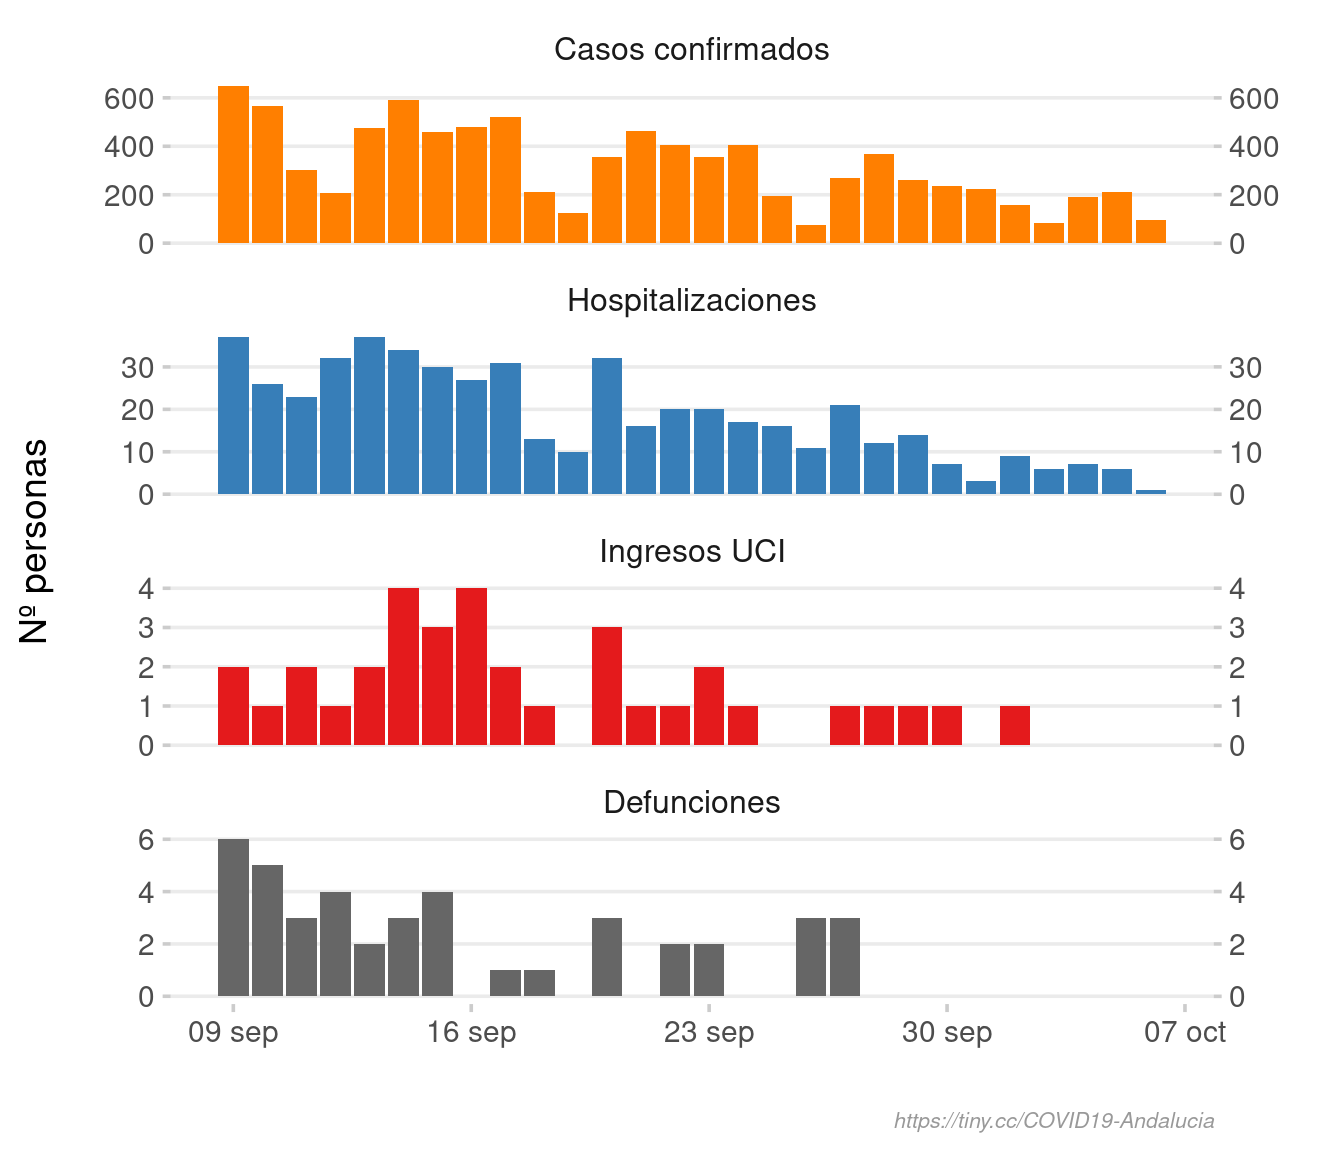 Casos confirmados
600 600
400 400
200 200
0 0
Hospitalizaciones
30 30
20 20
10 10
0 0
Nº personas
Ingresos UCI
4 4
3 3
2 2
1 1
0 0
Defunciones
6 6
4 4
2 2
0 0
09 sep 16 sep 23 sep 30 sep 07 oct
https://tiny.cc/COVID19-Andalucia